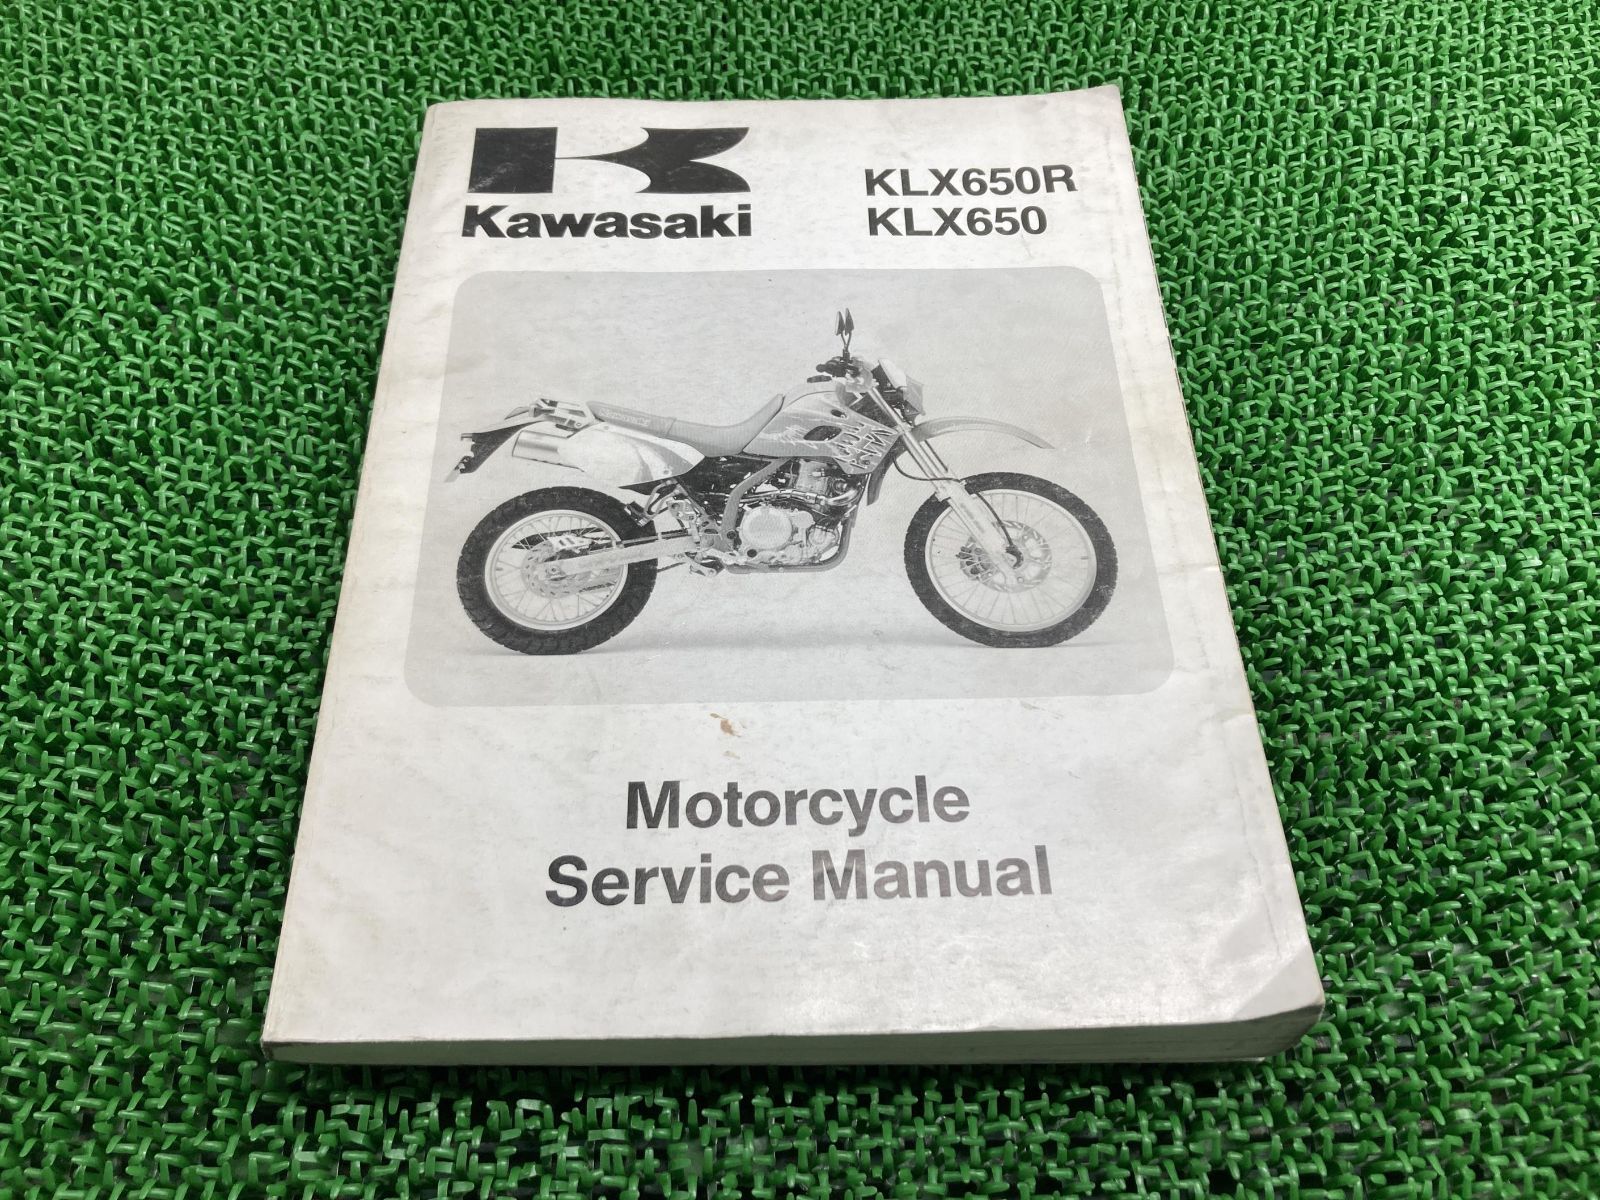 Kawasaki
KLX650R
KLX650
Motorcycle
Service Manual